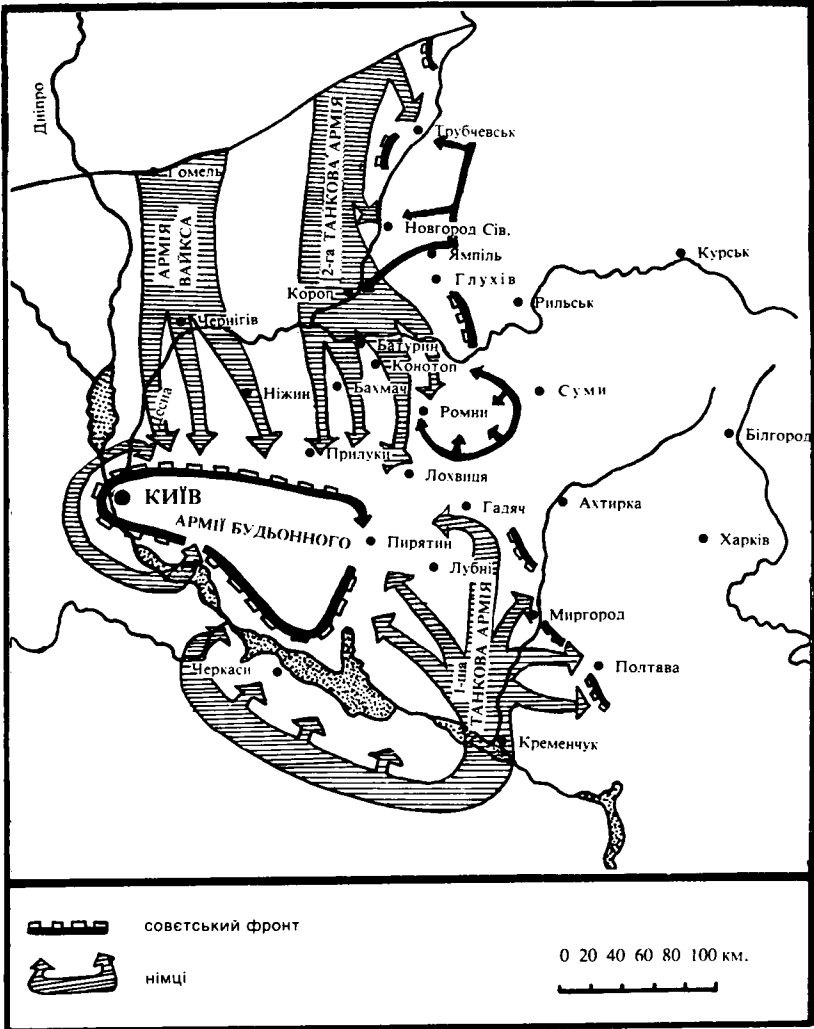 Дніпро
Трубчевськ
Гомель
АРМІЯ
ВАЙКСА
2-га ТАНКОВА АРМІЯ
Новгород Сів.
Ямпіль
Курськ
Глухів
Короп
Рильськ
Чернігів
Батурин
Конотоп
Десна
Ніжин
Бахмач
Суми
Ромни
Білгород
Прилуки
Лохвиця
КИЇВ
Гадяч
Ахтирка
АРМІЇ БУДЬОННОГО
Пирятин
Харків
Лубні
Миргород
1-ша
ТАНКОВА АРМІЯ
Черкаси
Полтава
Кременчук
совєтський фронт
німці
0 20 40 60 80 100 км.